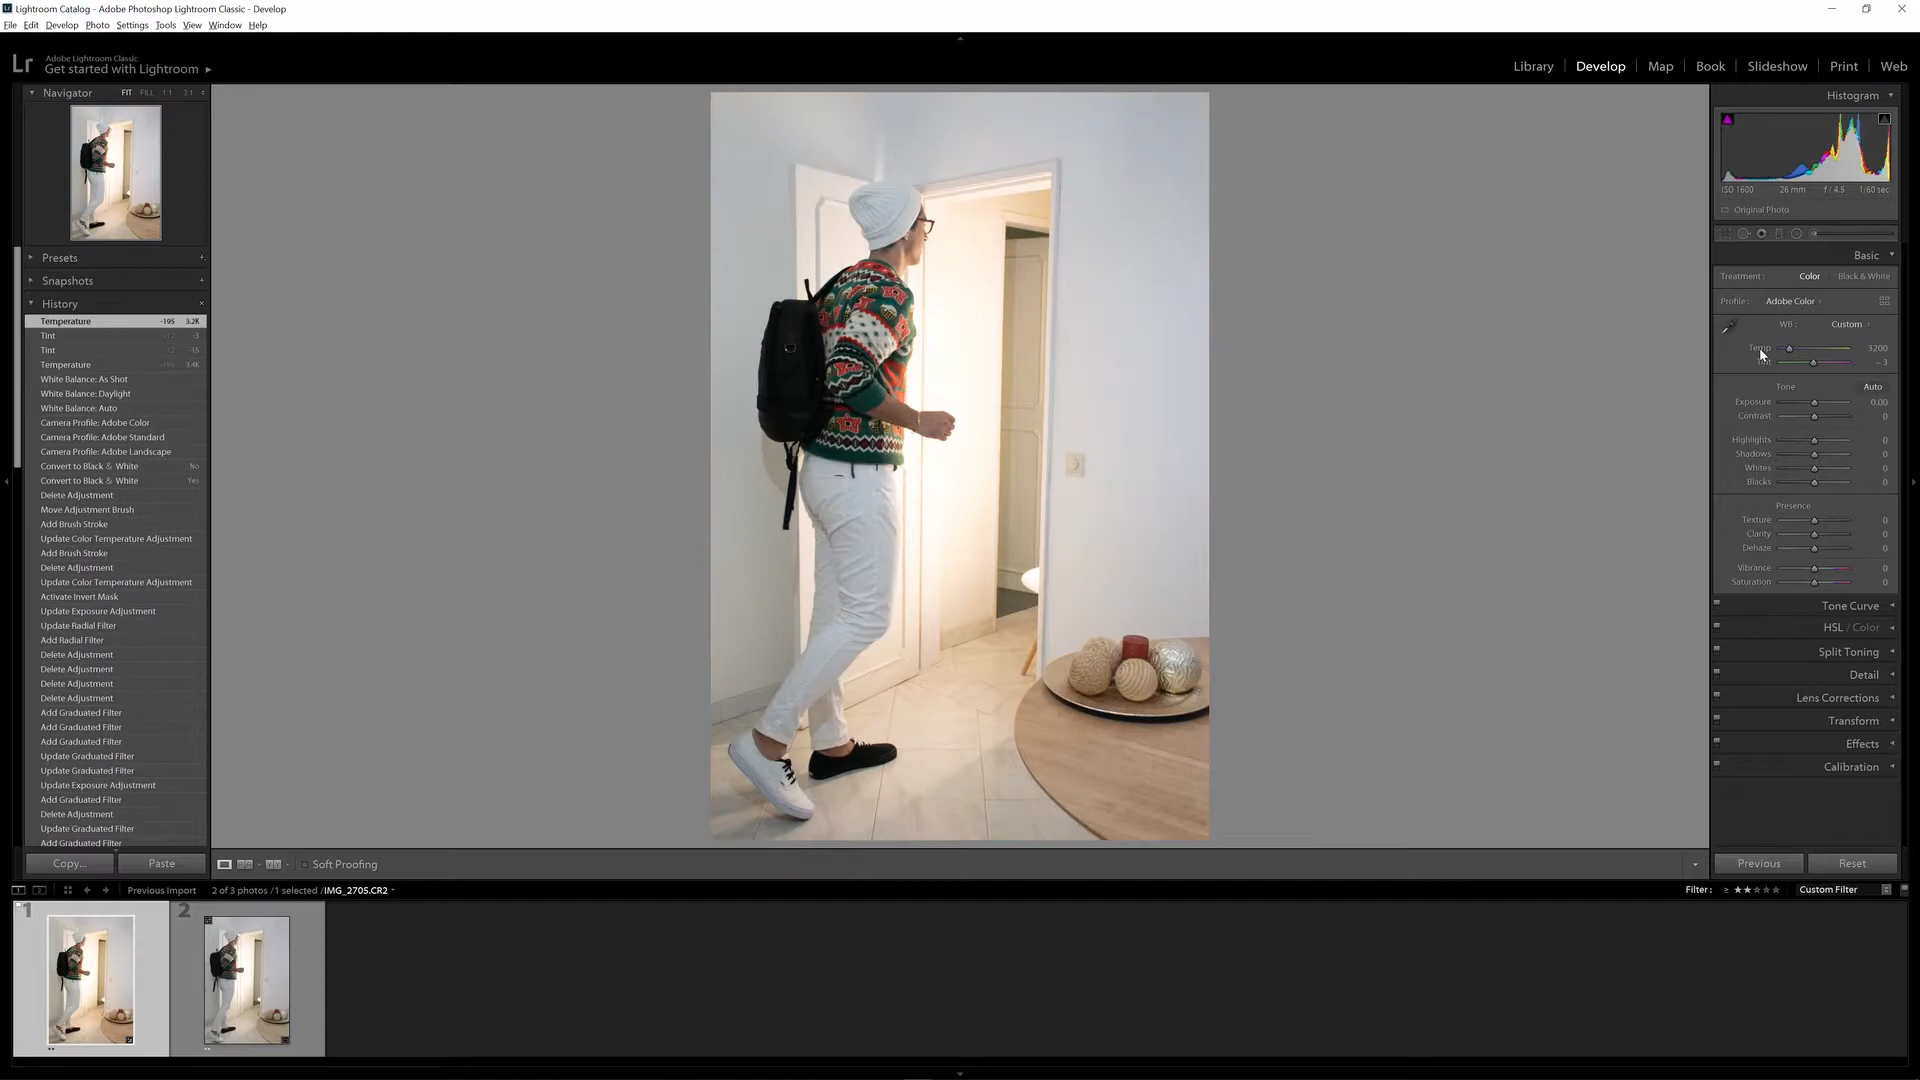 Lightroom Catalog - Adobe Photoshop Lightroom Classic - Develop
File Edit Develop Photo Settings Tools View Window Help
Lr
Adobe Lightroom Classic
Get started with Lightroom
Library Develop Map Book Slideshow Print Web
Navigator FIT FILL 1:1 3:1
Presets
Snapshots
History
Temperature -195 3.2K
Tint -3
Tint -15
Temperature 3.4K
White Balance: As Shot
White Balance: Daylight
White Balance: Auto
Camera Profile: Adobe Color
Camera Profile: Adobe Standard
Camera Profile: Adobe Landscape
Convert to Black & White No
Convert to Black & White Yes
Delete Adjustment
Move Adjustment Brush
Add Brush Stroke
Update Color Temperature Adjustment
Add Brush Stroke
Delete Adjustment
Update Color Temperature Adjustment
Activate Invert Mask
Update Exposure Adjustment
Update Radial Filter
Add Radial Filter
Delete Adjustment
Delete Adjustment
Delete Adjustment
Delete Adjustment
Add Graduated Filter
Add Graduated Filter
Add Graduated Filter
Update Graduated Filter
Update Graduated Filter
Update Exposure Adjustment
Add Graduated Filter
Delete Adjustment
Update Graduated Filter
Add Graduated Filter
Copy... Paste
Soft Proofing
Histogram
ISO 1600 26 mm f / 4.5 1/60 sec
Original Photo
Basic
Treatment : Color Black & White
Profile : Adobe Color
WB : Custom
Temp 3200
Tint - 3
Tone Auto
Exposure 0.00
Contrast 0
Highlights 0
Shadows 0
Whites 0
Blacks 0
Presence
Texture 0
Clarity 0
Dehaze 0
Vibrance 0
Saturation 0
Tone Curve
HSL / Color
Split Toning
Detail
Lens Corrections
Transform
Effects
Calibration
Previous Reset
1 2 Previous Import 2 of 3 photos /1 selected /IMG_2705.CR2
Filter : ≥ ★★☆☆☆ Custom Filter
1 2